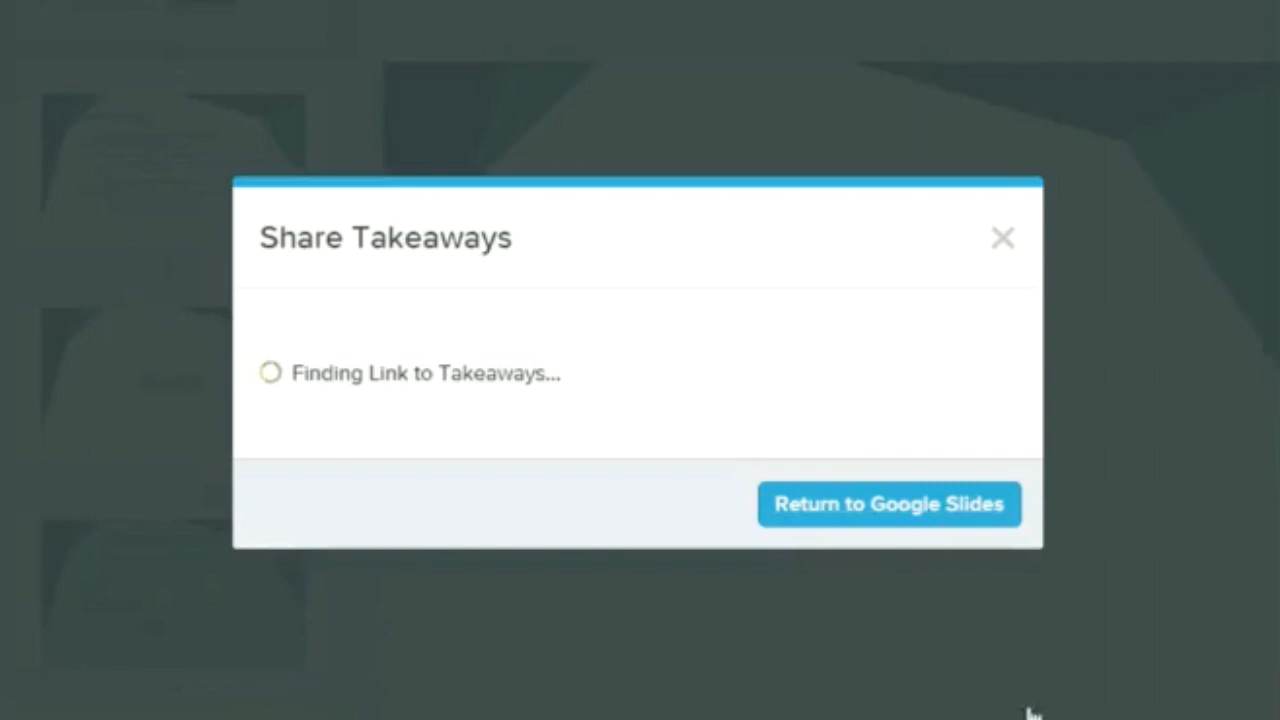 Share Takeaways
Finding Link to Takeaways...
Return to Google Slides